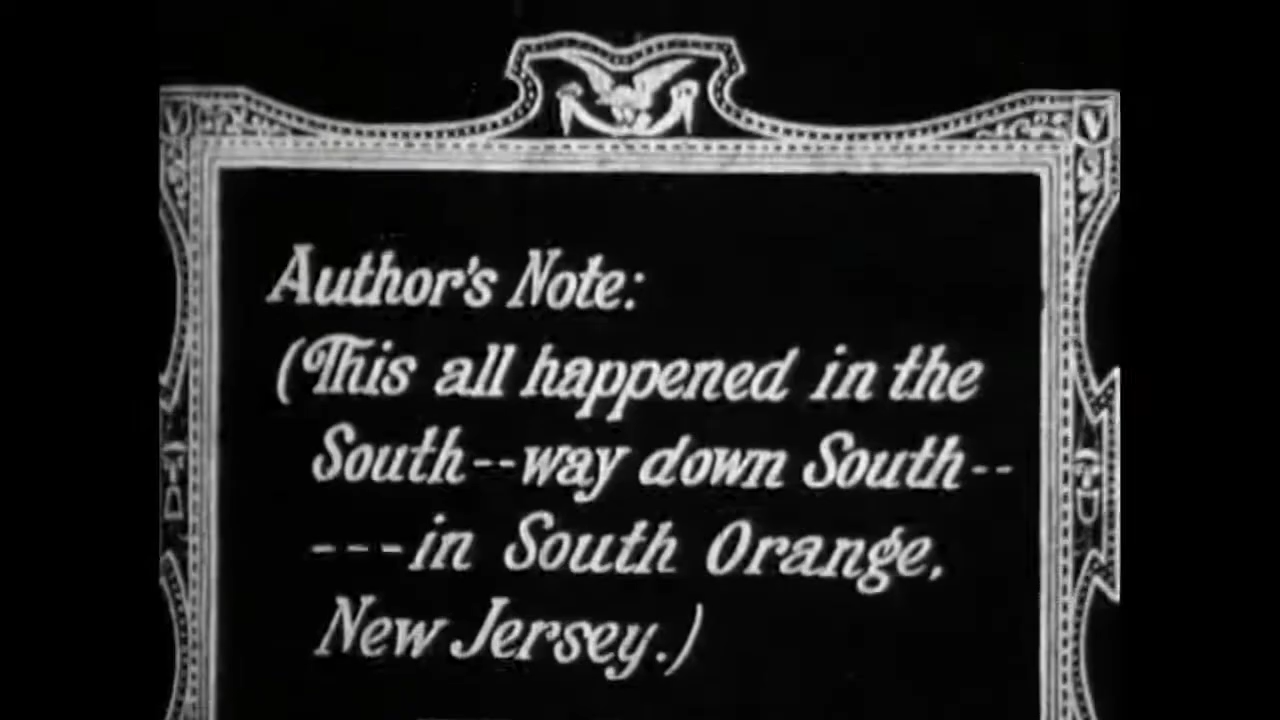 Author's Note:
(This all happened in the
South--way down South--
---in South Orange,
New Jersey.)